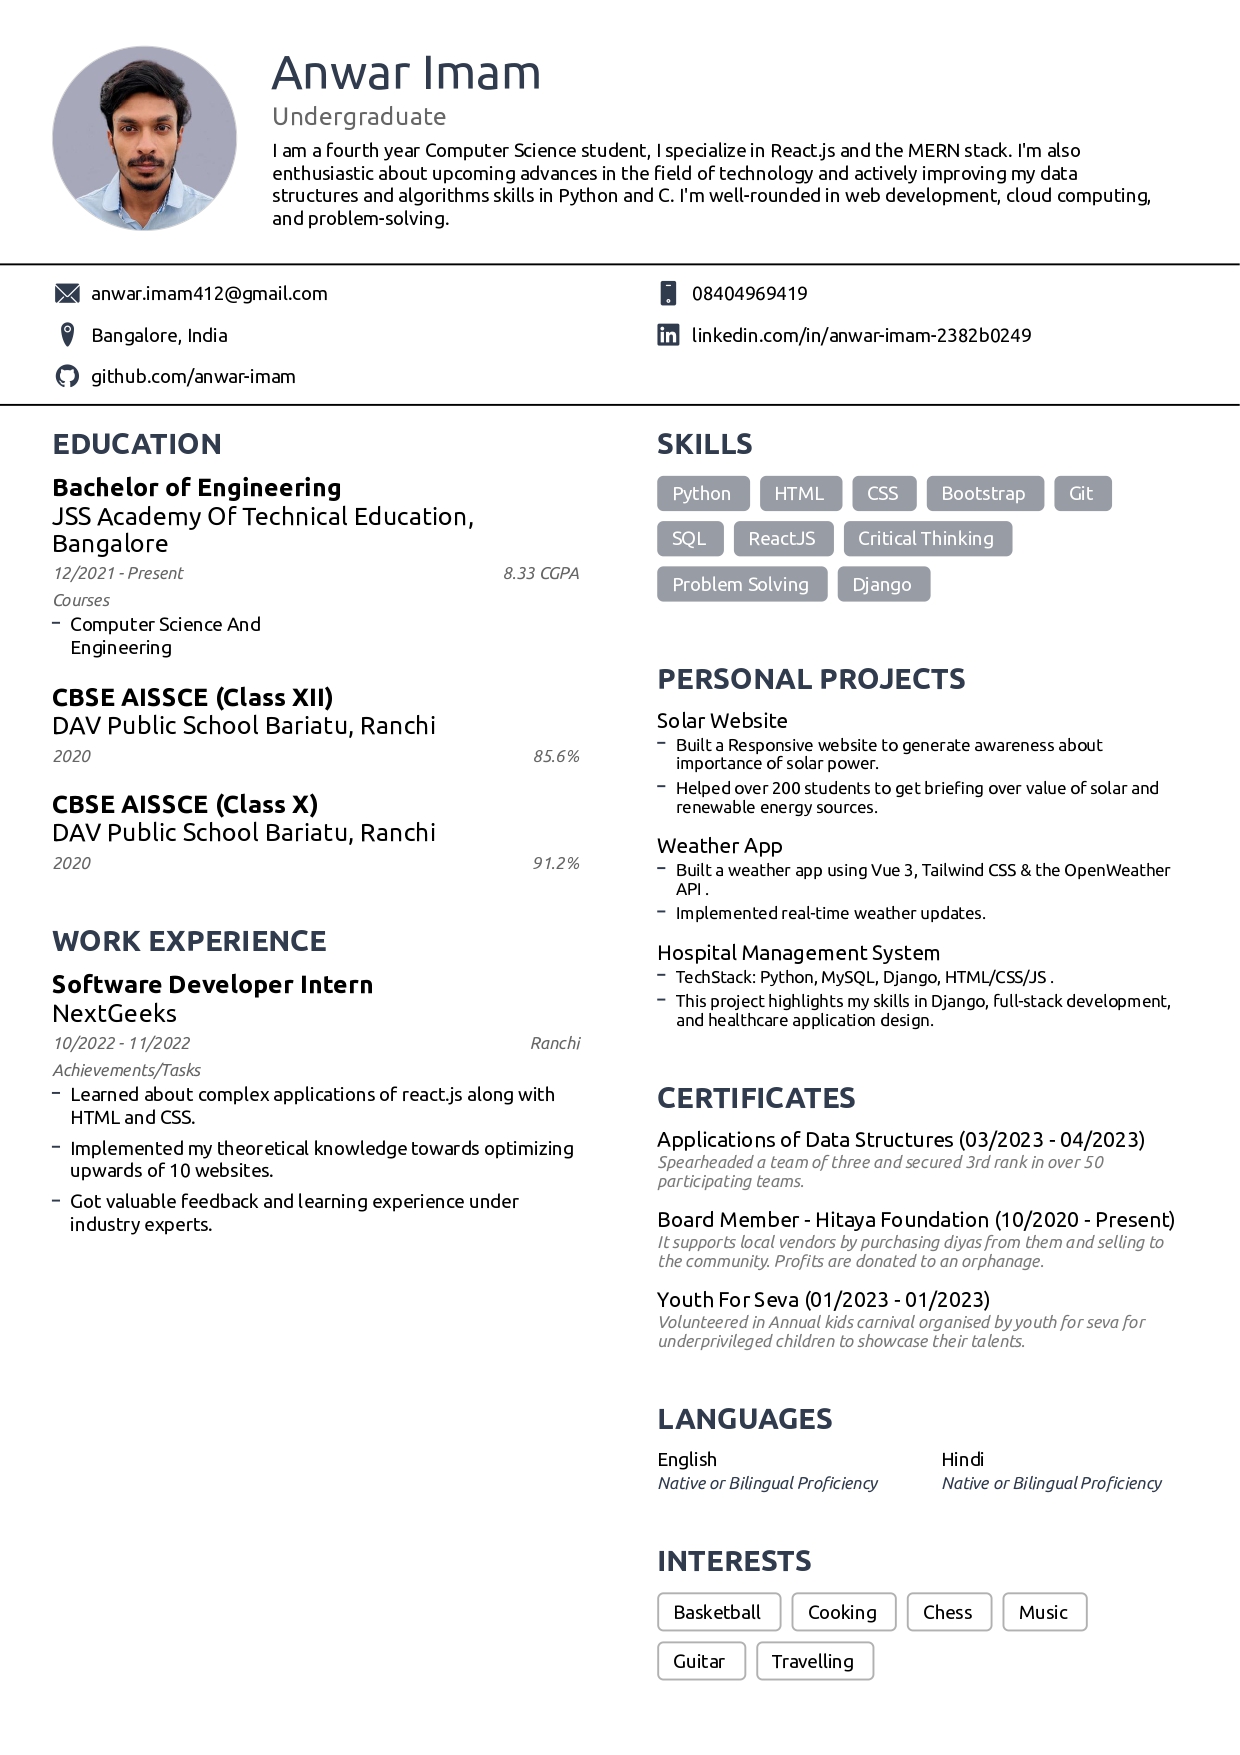 Anwar Imam
Undergraduate
I am a fourth year Computer Science student, I specialize in React.js and the MERN stack. I'm also
enthusiastic about upcoming advances in the field of technology and actively improving my data
structures and algorithms skills in Python and C. I'm well-rounded in web development, cloud computing,
and problem-solving.
anwar.imam412@gmail.com
08404969419
Bangalore, India
linkedin.com/in/anwar-imam-2382b0249
github.com/anwar-imam
EDUCATION
Bachelor of Engineering
JSS Academy Of Technical Education,
Bangalore
12/2021 - Present 8.33 CGPA
Courses
– Computer Science And
Engineering
CBSE AISSCE (Class XII)
DAV Public School Bariatu, Ranchi
2020 85.6%
CBSE AISSCE (Class X)
DAV Public School Bariatu, Ranchi
2020 91.2%
WORK EXPERIENCE
Software Developer Intern
NextGeeks
10/2022 - 11/2022 Ranchi
Achievements/Tasks
– Learned about complex applications of react.js along with
HTML and CSS.
– Implemented my theoretical knowledge towards optimizing
upwards of 10 websites.
– Got valuable feedback and learning experience under
industry experts.
SKILLS
Python HTML CSS Bootstrap Git
SQL ReactJS Critical Thinking
Problem Solving Django
PERSONAL PROJECTS
Solar Website
– Built a Responsive website to generate awareness about
importance of solar power.
– Helped over 200 students to get briefing over value of solar and
renewable energy sources.
Weather App
– Built a weather app using Vue 3, Tailwind CSS & the OpenWeather
API .
– Implemented real-time weather updates.
Hospital Management System
– TechStack: Python, MySQL, Django, HTML/CSS/JS .
– This project highlights my skills in Django, full-stack development,
and healthcare application design.
CERTIFICATES
Applications of Data Structures (03/2023 - 04/2023)
Spearheaded a team of three and secured 3rd rank in over 50
participating teams.
Board Member - Hitaya Foundation (10/2020 - Present)
It supports local vendors by purchasing diyas from them and selling to
the community. Profits are donated to an orphanage.
Youth For Seva (01/2023 - 01/2023)
Volunteered in Annual kids carnival organised by youth for seva for
underprivileged children to showcase their talents.
LANGUAGES
English Hindi
Native or Bilingual Proficiency Native or Bilingual Proficiency
INTERESTS
Basketball Cooking Chess Music
Guitar Travelling